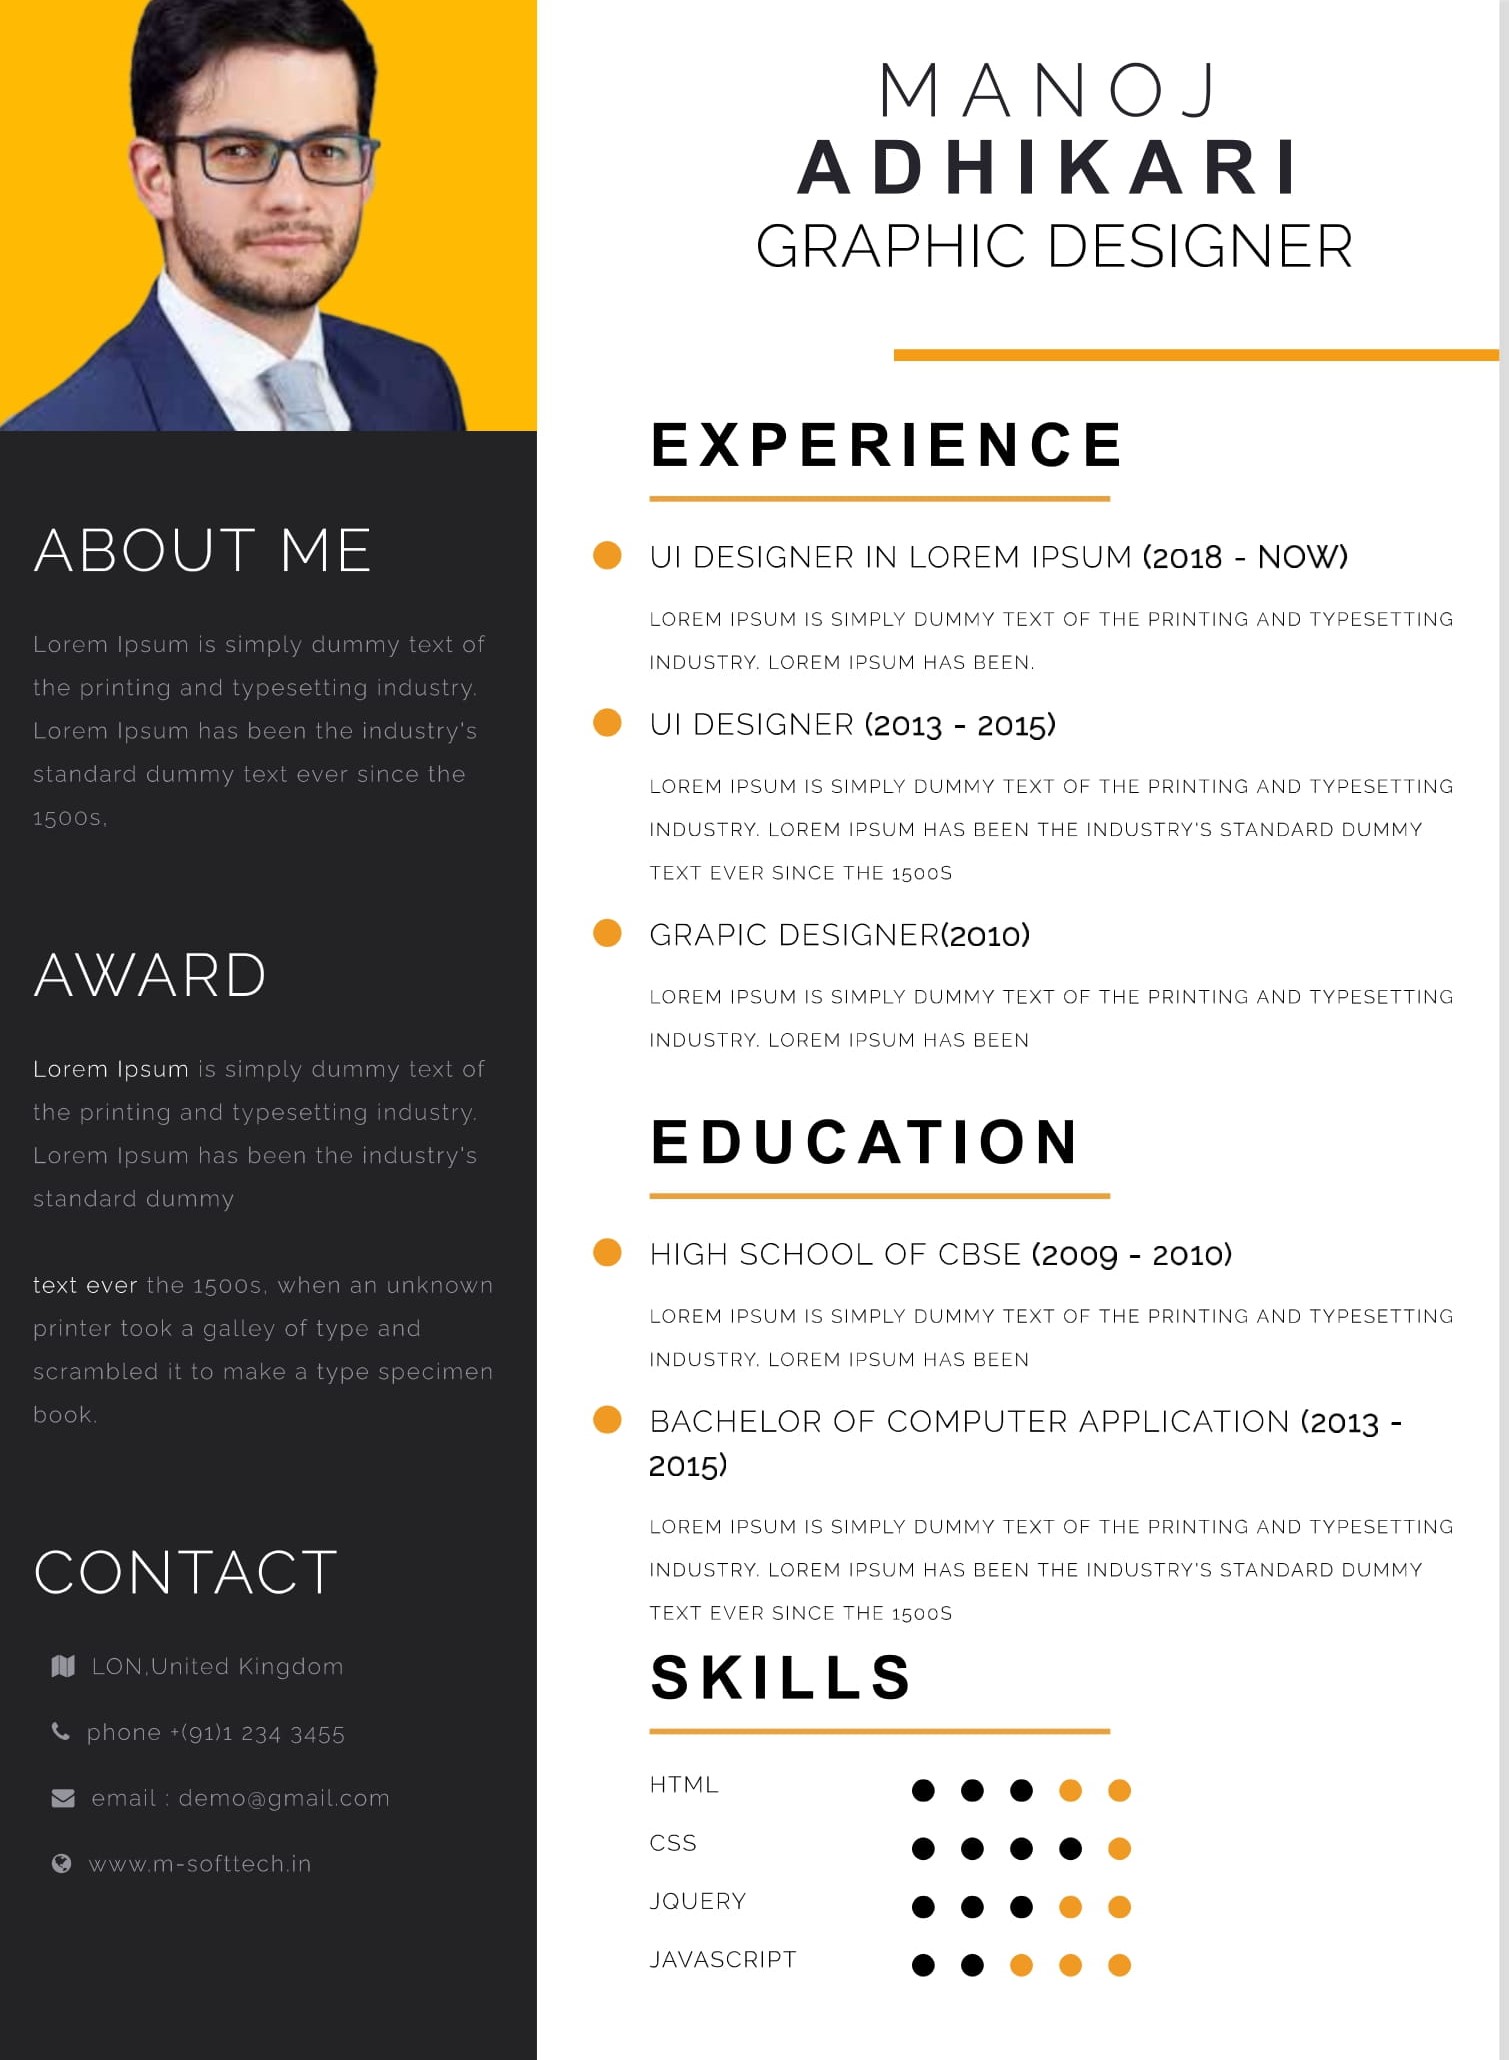 MANOJ
ADHIKARI
GRAPHIC DESIGNER
ABOUT ME
Lorem Ipsum is simply dummy text of
the printing and typesetting industry.
Lorem Ipsum has been the industry's
standard dummy text ever since the
1500s,
AWARD
Lorem Ipsum is simply dummy text of
the printing and typesetting industry.
Lorem Ipsum has been the industry's
standard dummy
text ever the 1500s, when an unknown
printer took a galley of type and
scrambled it to make a type specimen
book.
CONTACT
LON,United Kingdom
phone +(91)1 234 3455
email : demo@gmail.com
www.m-softtech.in
EXPERIENCE
UI DESIGNER IN LOREM IPSUM (2018 - NOW)
LOREM IPSUM IS SIMPLY DUMMY TEXT OF THE PRINTING AND TYPESETTING
INDUSTRY. LOREM IPSUM HAS BEEN.
UI DESIGNER (2013 - 2015)
LOREM IPSUM IS SIMPLY DUMMY TEXT OF THE PRINTING AND TYPESETTING
INDUSTRY. LOREM IPSUM HAS BEEN THE INDUSTRY'S STANDARD DUMMY
TEXT EVER SINCE THE 1500S
GRAPIC DESIGNER(2010)
LOREM IPSUM IS SIMPLY DUMMY TEXT OF THE PRINTING AND TYPESETTING
INDUSTRY. LOREM IPSUM HAS BEEN
EDUCATION
HIGH SCHOOL OF CBSE (2009 - 2010)
LOREM IPSUM IS SIMPLY DUMMY TEXT OF THE PRINTING AND TYPESETTING
INDUSTRY. LOREM IPSUM HAS BEEN
BACHELOR OF COMPUTER APPLICATION (2013 -
2015)
LOREM IPSUM IS SIMPLY DUMMY TEXT OF THE PRINTING AND TYPESETTING
INDUSTRY. LOREM IPSUM HAS BEEN THE INDUSTRY'S STANDARD DUMMY
TEXT EVER SINCE THE 1500S
SKILLS
HTML
CSS
JQUERY
JAVASCRIPT